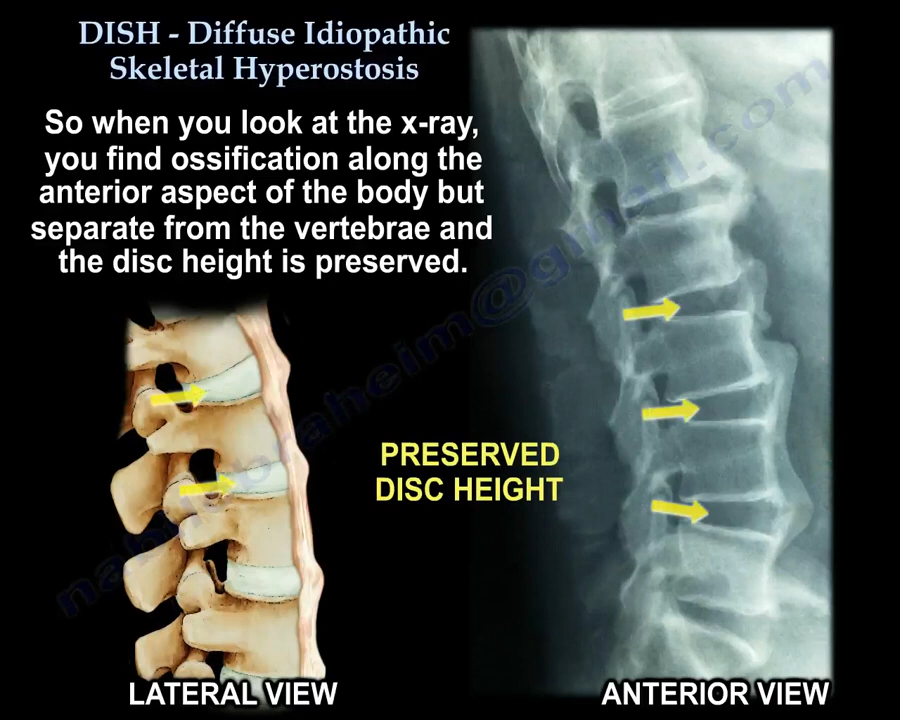 DISH - Diffuse Idiopathic
Skeletal Hyperostosis
So when you look at the x-ray,
you find ossification along the
anterior aspect of the body but
separate from the vertebrae and
the disc height is preserved.
PRESERVED
DISC HEIGHT
LATERAL VIEW
ANTERIOR VIEW